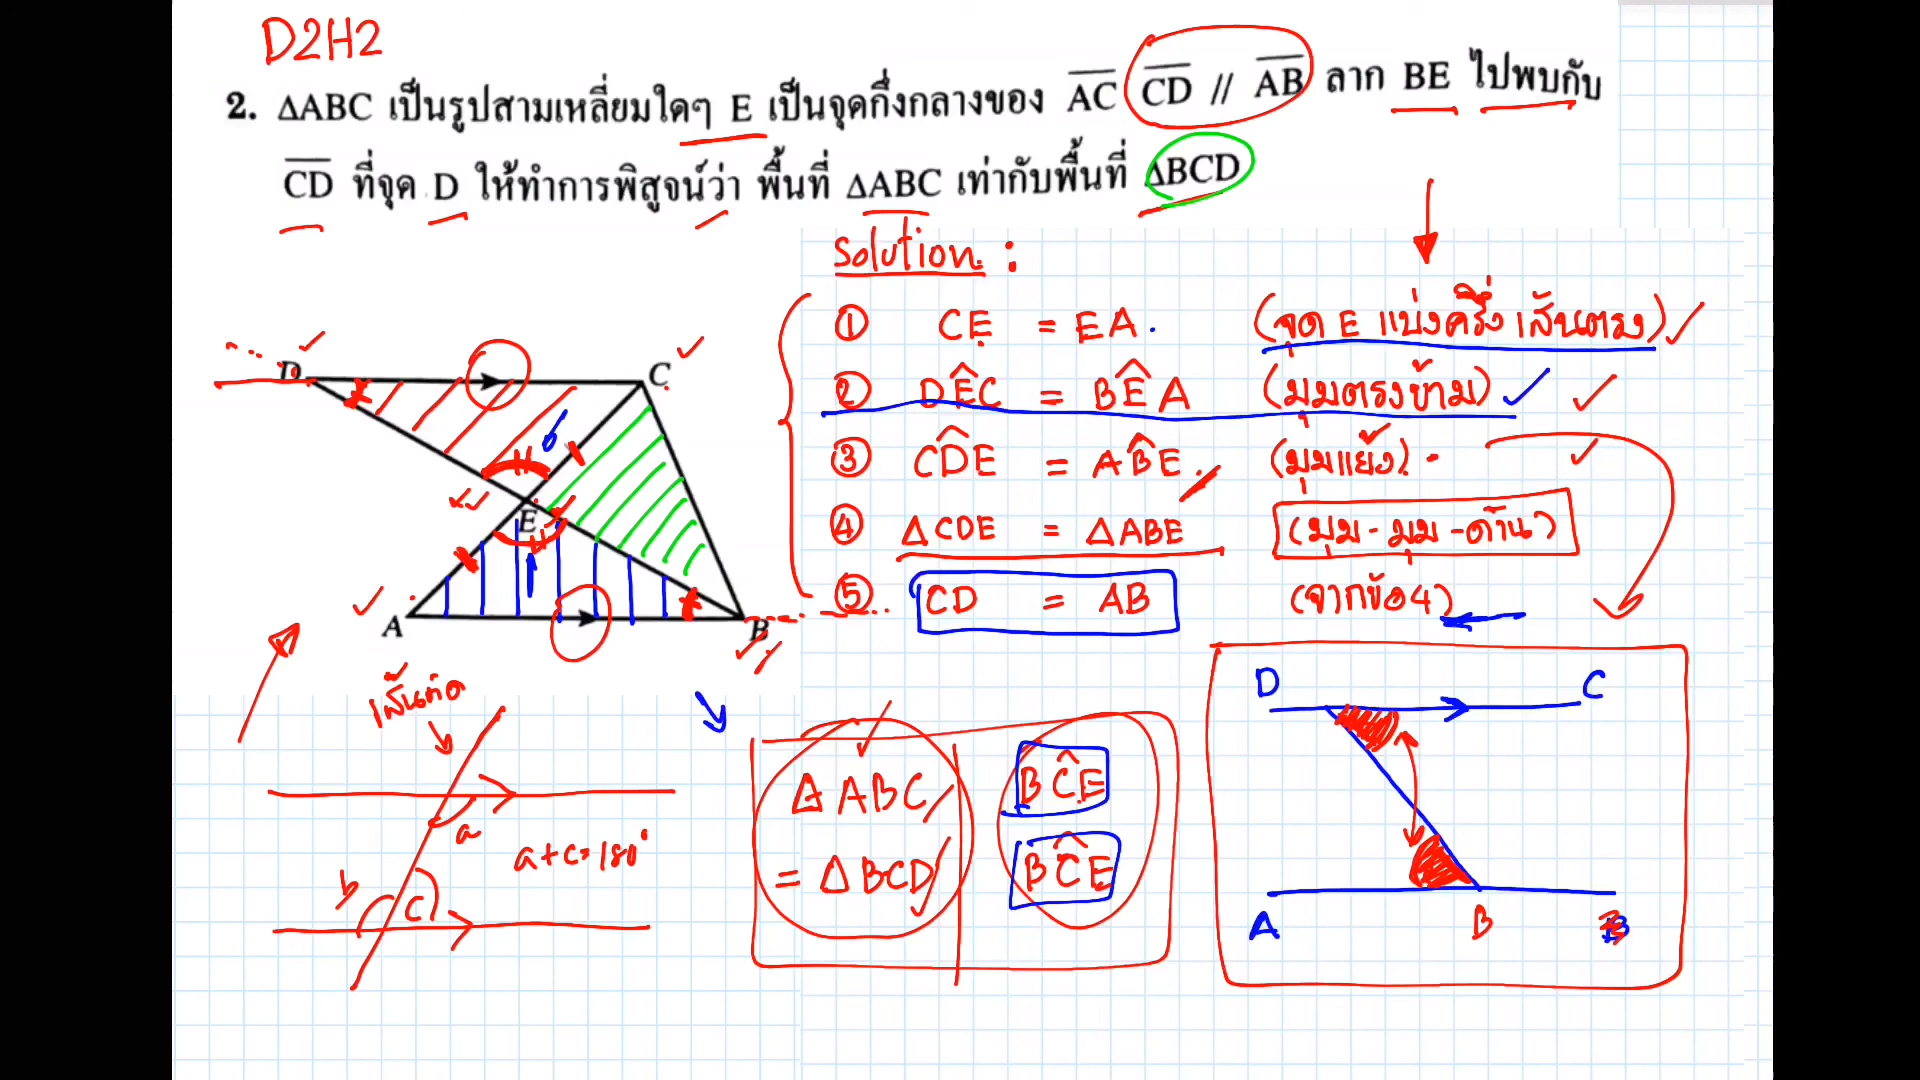 D2H2
2. ΔABC เป็นรูปสามเหลี่ยมใดๆ E เป็นจุดกึ่งกลางของ AC CD // AB ลาก BE ไปพบกับ
CD ที่จุด D ให้ทำการพิสูจน์ว่า พื้นที่ ΔABC เท่ากับพื้นที่ ΔBCD
Solution :
① CE = EA. (จุด E แบ่งครึ่งเส้นตรง)
② DÊC = BÊA (มุมตรงข้าม)
③ CD̂E = AB̂E (มุมแย้ง)
④ ΔCDE = ΔABE (มุม-มุม-ด้าน)
⑤ CD = AB (จากข้อ4)
D
C
E
A
B
เส้นตัด
a
a+c=180°
b
c
ΔABC
= ΔBCD
BĈE
BĈE
D
C
A
B